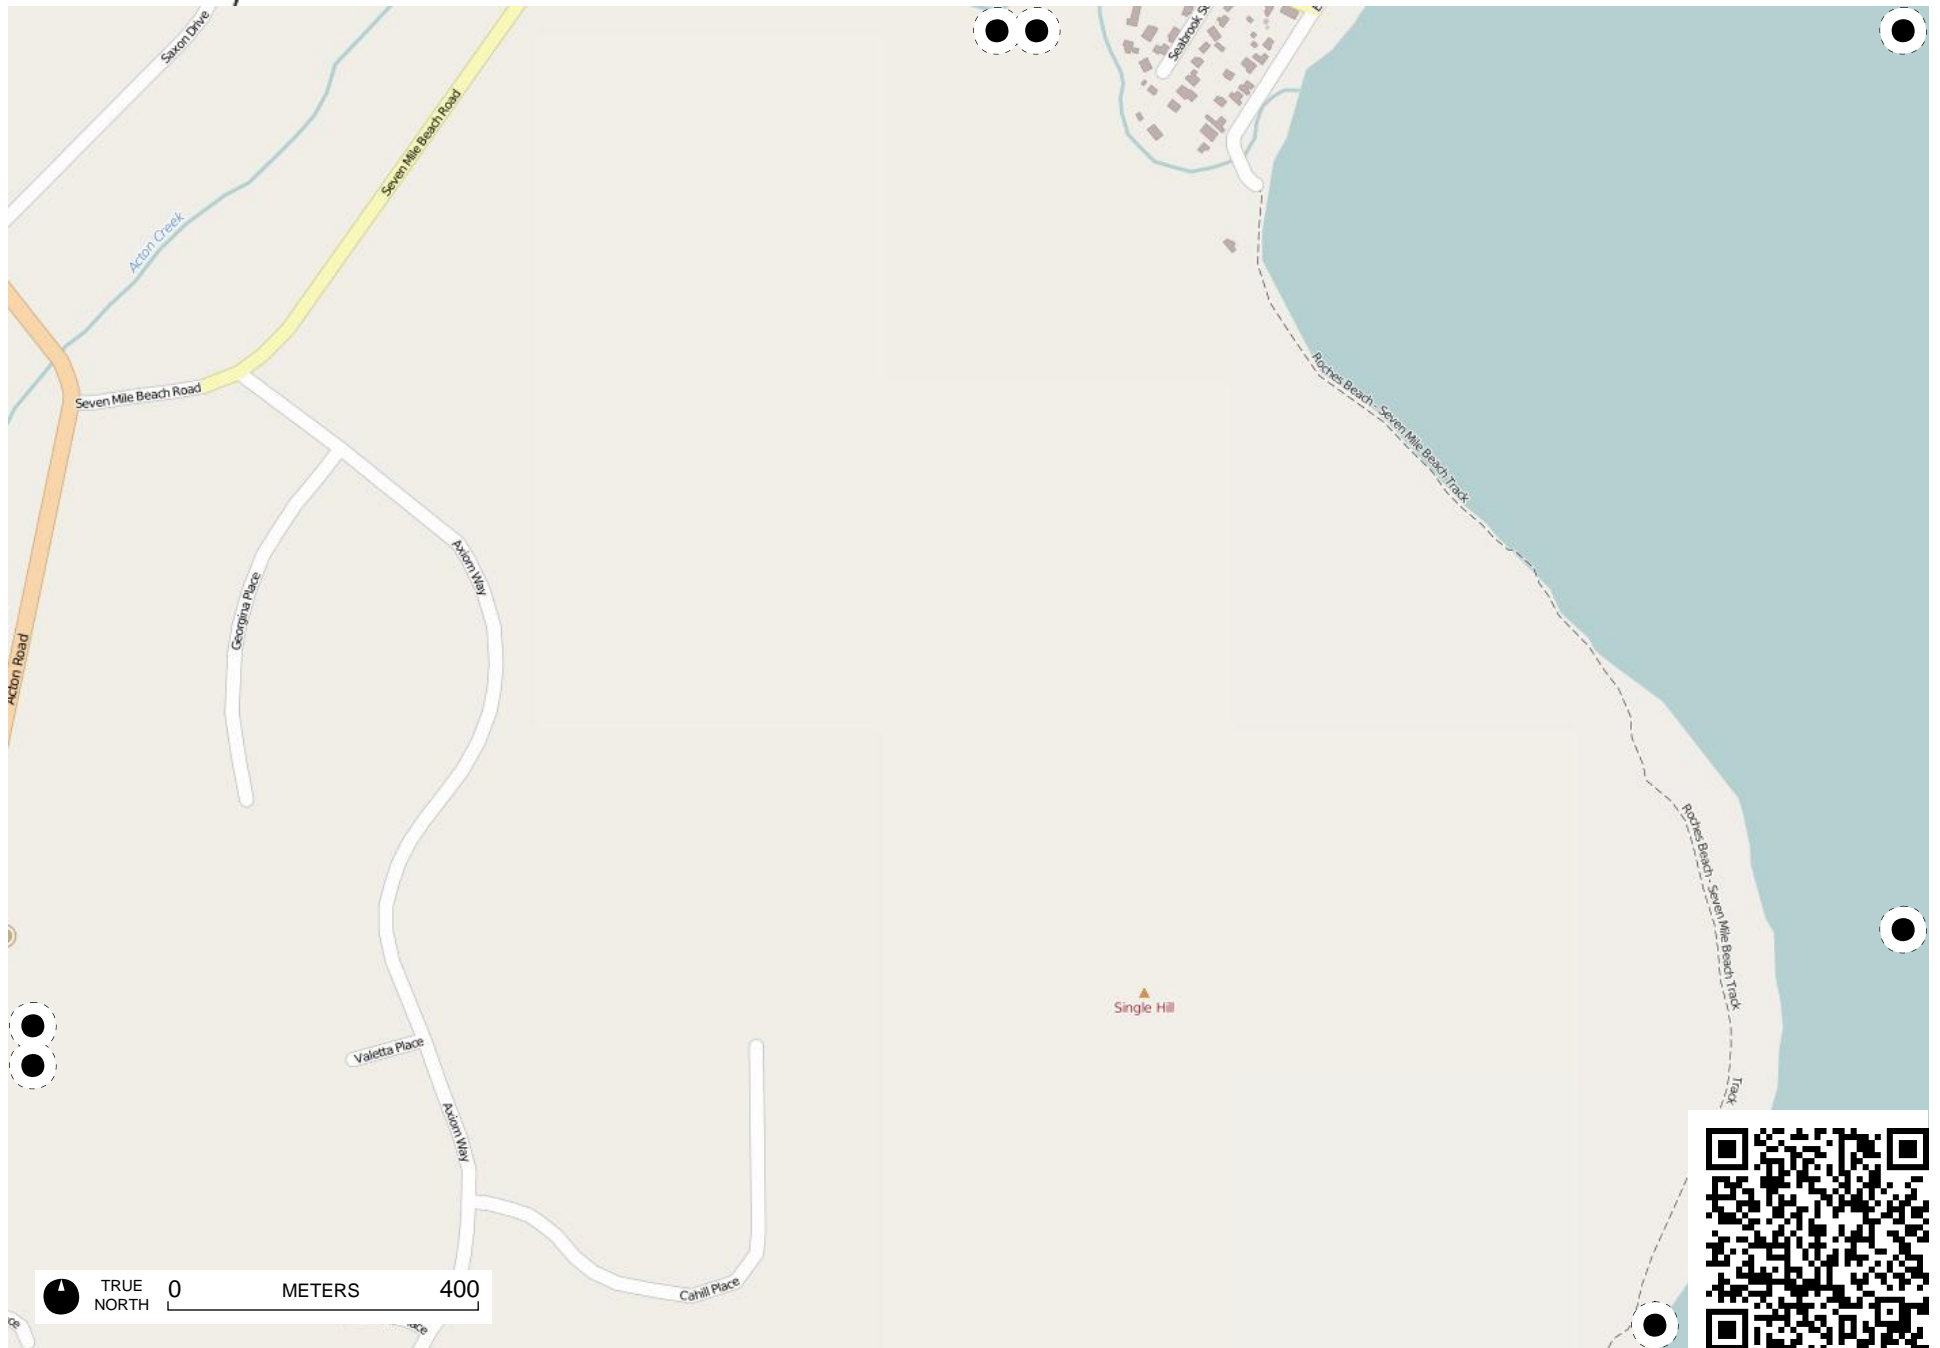 Saxon Drive
Seabrook
Seven Mile Beach Road
Acton Creek
Roches Beach - Seven Mile Beach Track
Seven Mile Beach Road
Axiom Way
Georgina Place
Acton Road
Roches Beach - Seven Mile Beach Track
Single Hill
Valetta Place
Track
Axiom Way
Cahill Place
TRUE NORTH
0 METERS 400